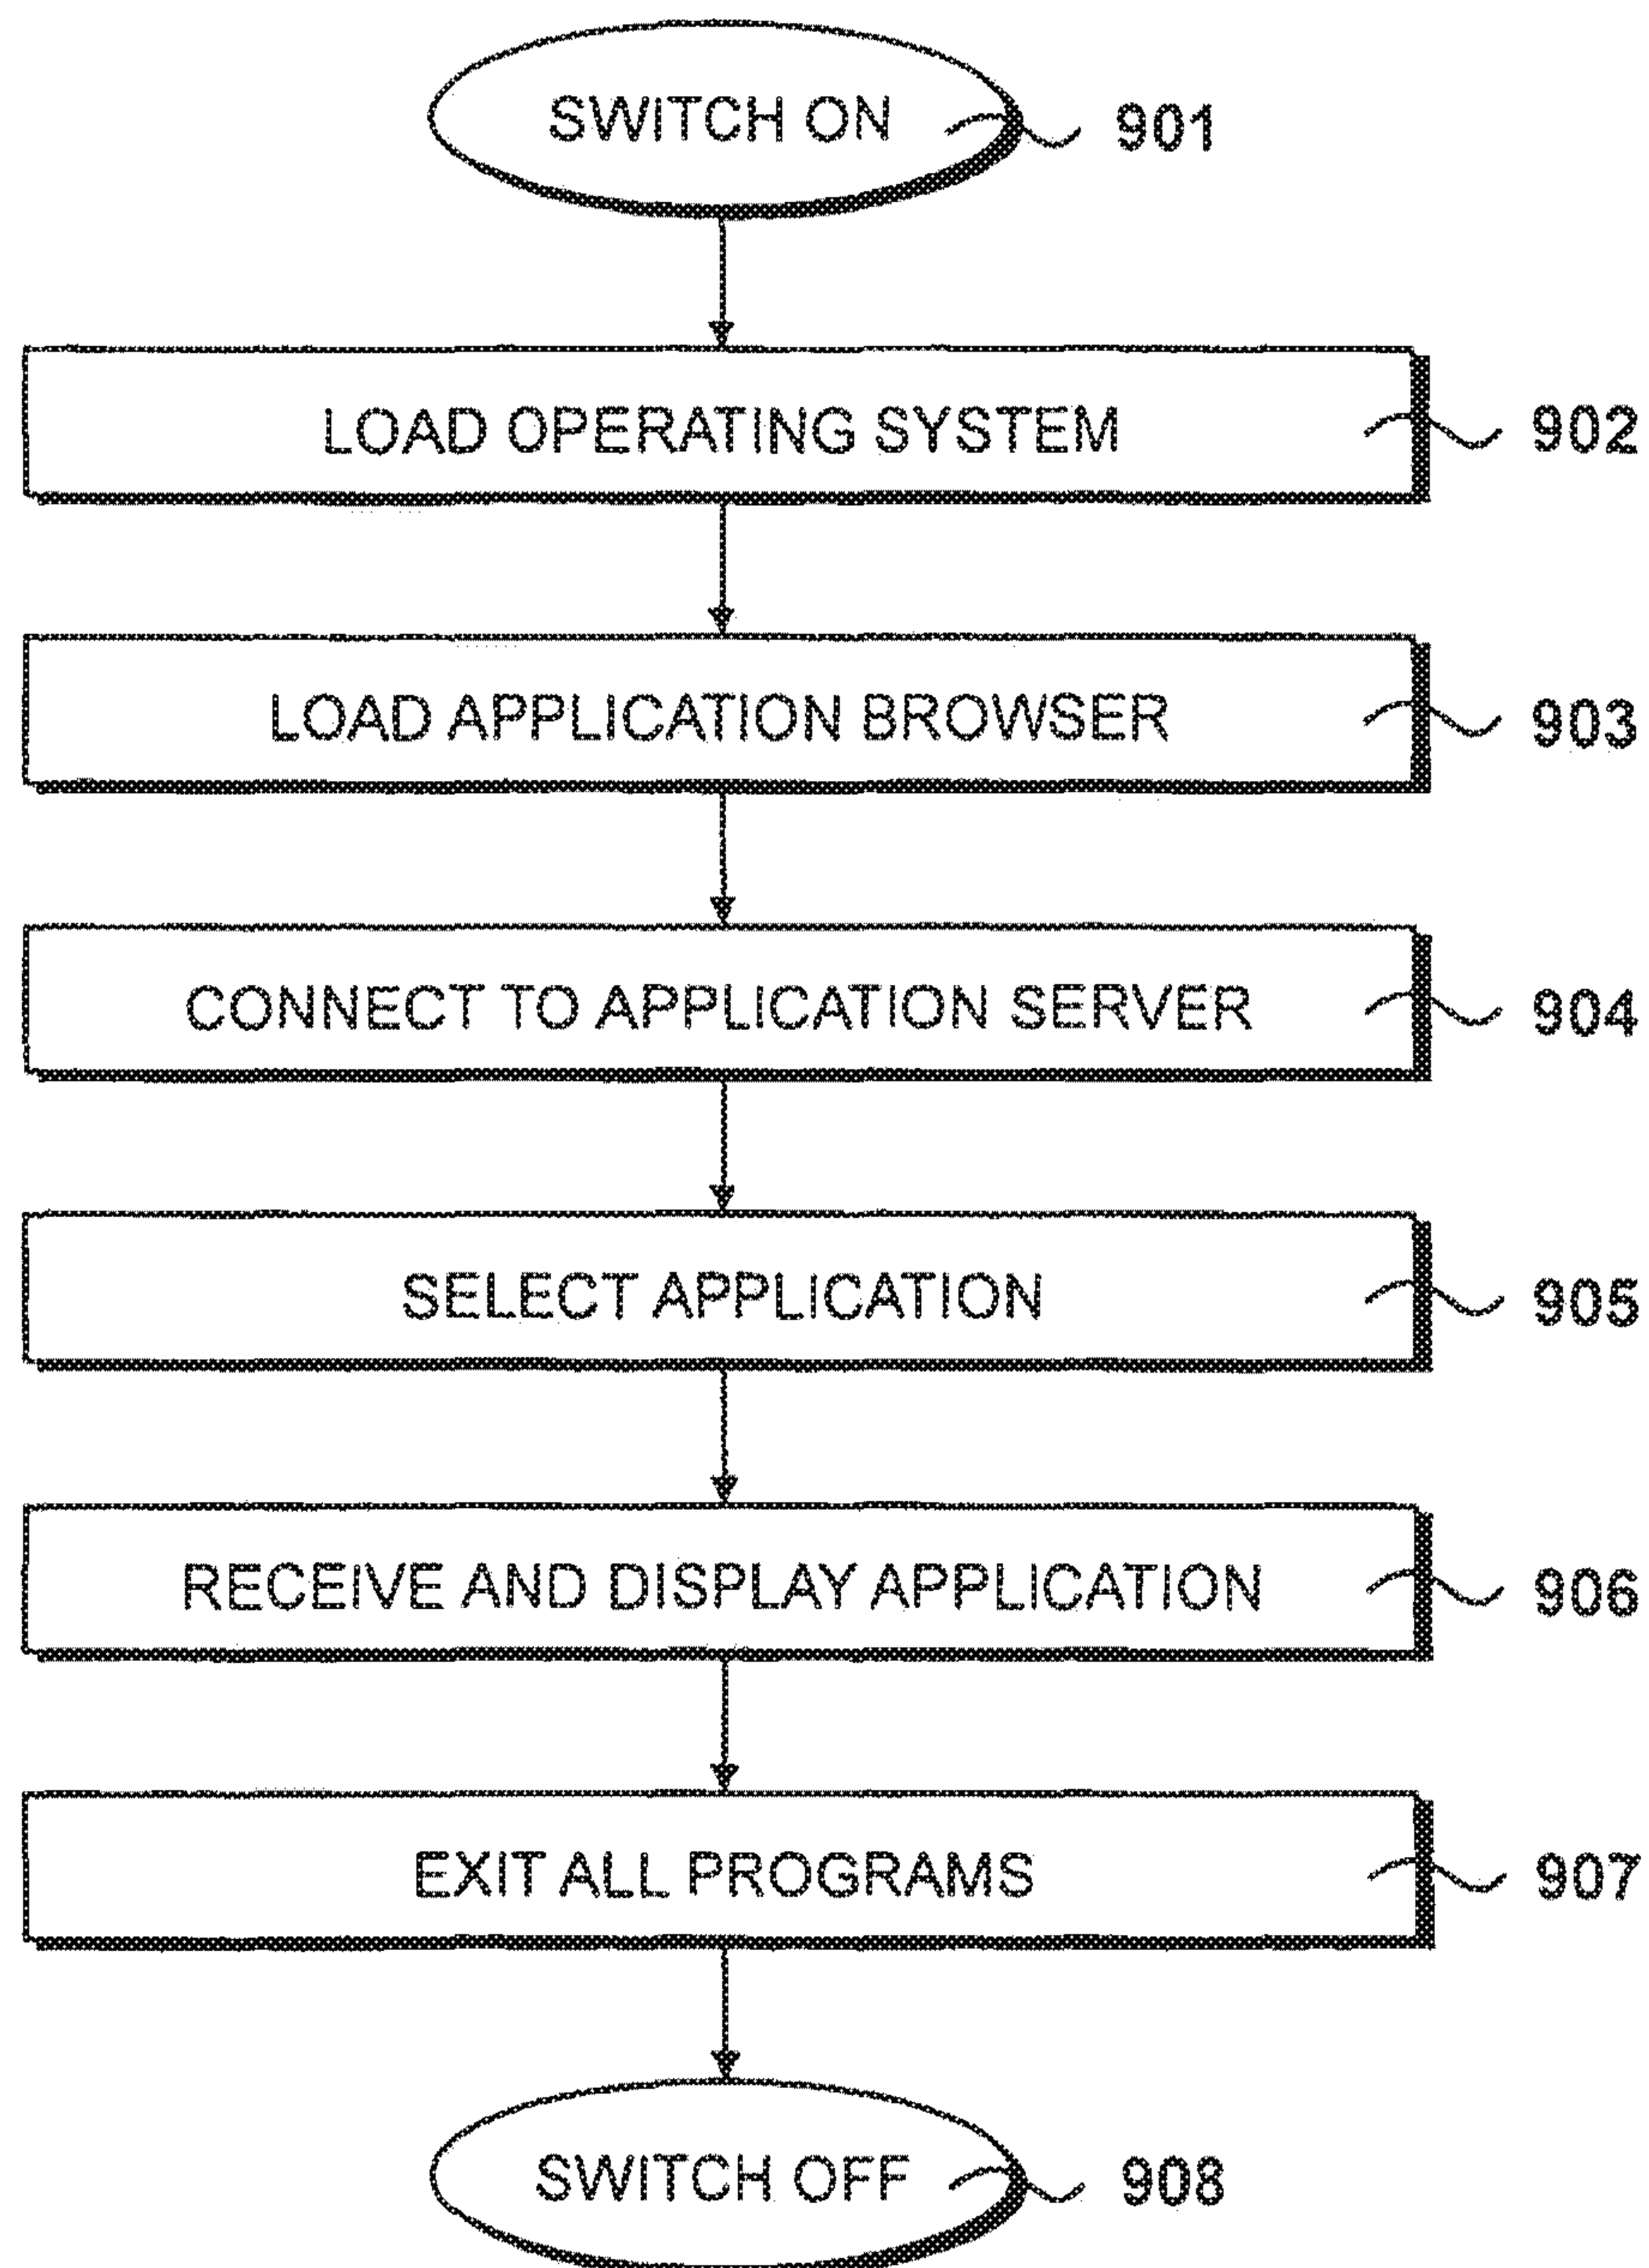 SWITCH ON 901
LOAD OPERATING SYSTEM 902
LOAD APPLICATION BROWSER 903
CONNECT TO APPLICATION SERVER 904
SELECT APPLICATION 905
RECEIVE AND DISPLAY APPLICATION 906
EXIT ALL PROGRAMS 907
SWITCH OFF 908